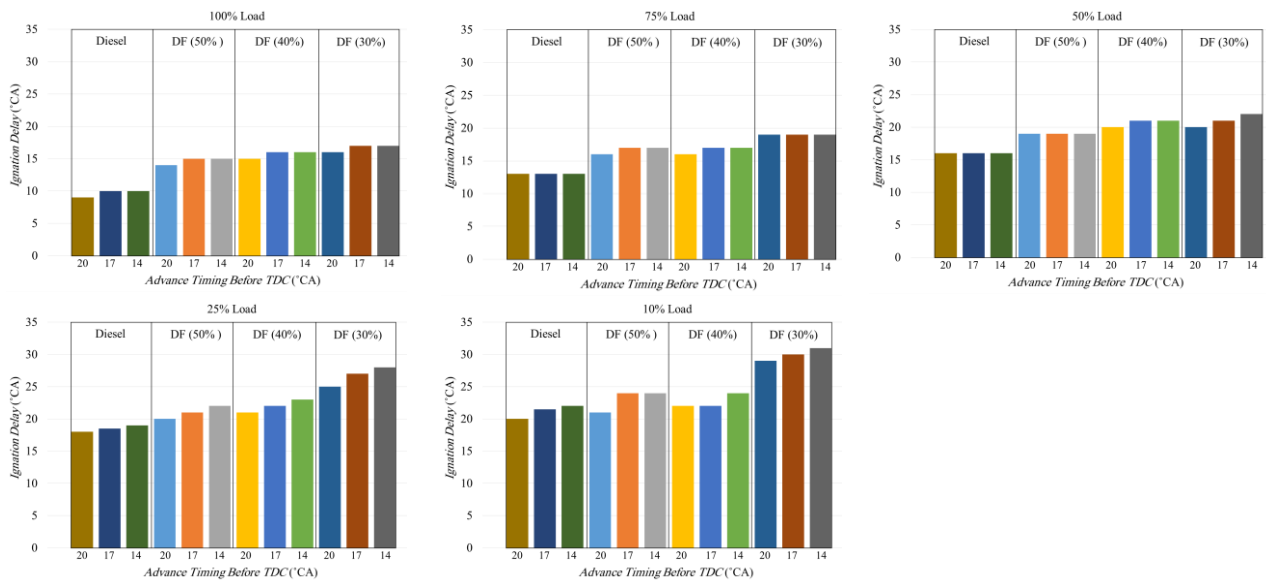 100% Load
35
30
25
20
15
10
5
0
Ignation Delay (˚CA)
Diesel
DF (50% )
DF (40%)
DF (30%)
20 17 14 20 17 14 20 17 14 20 17 14
Advance Timing Before TDC (˚CA)
75% Load
35
30
25
20
15
10
5
0
Ignation Delay (˚CA)
Diesel
DF (50% )
DF (40%)
DF (30%)
20 17 14 20 17 14 20 17 14 20 17 14
Advance Timing Before TDC (˚CA)
50% Load
35
30
25
20
15
10
5
0
Ignation Delay (˚CA)
Diesel
DF (50% )
DF (40%)
DF (30%)
20 17 14 20 17 14 20 17 14 20 17 14
Advance Timing Before TDC (˚CA)
25% Load
35
30
25
20
15
10
5
0
Ignation Delay (˚CA)
Diesel
DF (50% )
DF (40%)
DF (30%)
20 17 14 20 17 14 20 17 14 20 17 14
Advance Timing Before TDC (˚CA)
10% Load
35
30
25
20
15
10
5
0
Ignation Delay (˚CA)
Diesel
DF (50% )
DF (40%)
DF (30%)
20 17 14 20 17 14 20 17 14 20 17 14
Advance Timing Before TDC (˚CA)